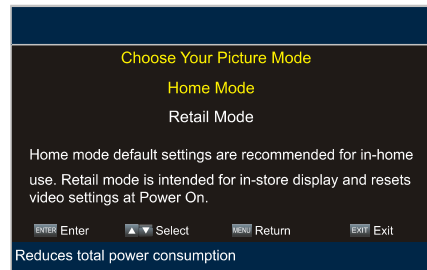 Choose Your Picture Mode
Home Mode
Retail Mode
Home mode default settings are recommended for in-home
use. Retail mode is intended for in-store display and resets
video settings at Power On.
ENTER Enter ▲ ▼ Select MENU Return EXIT Exit
Reduces total power consumption